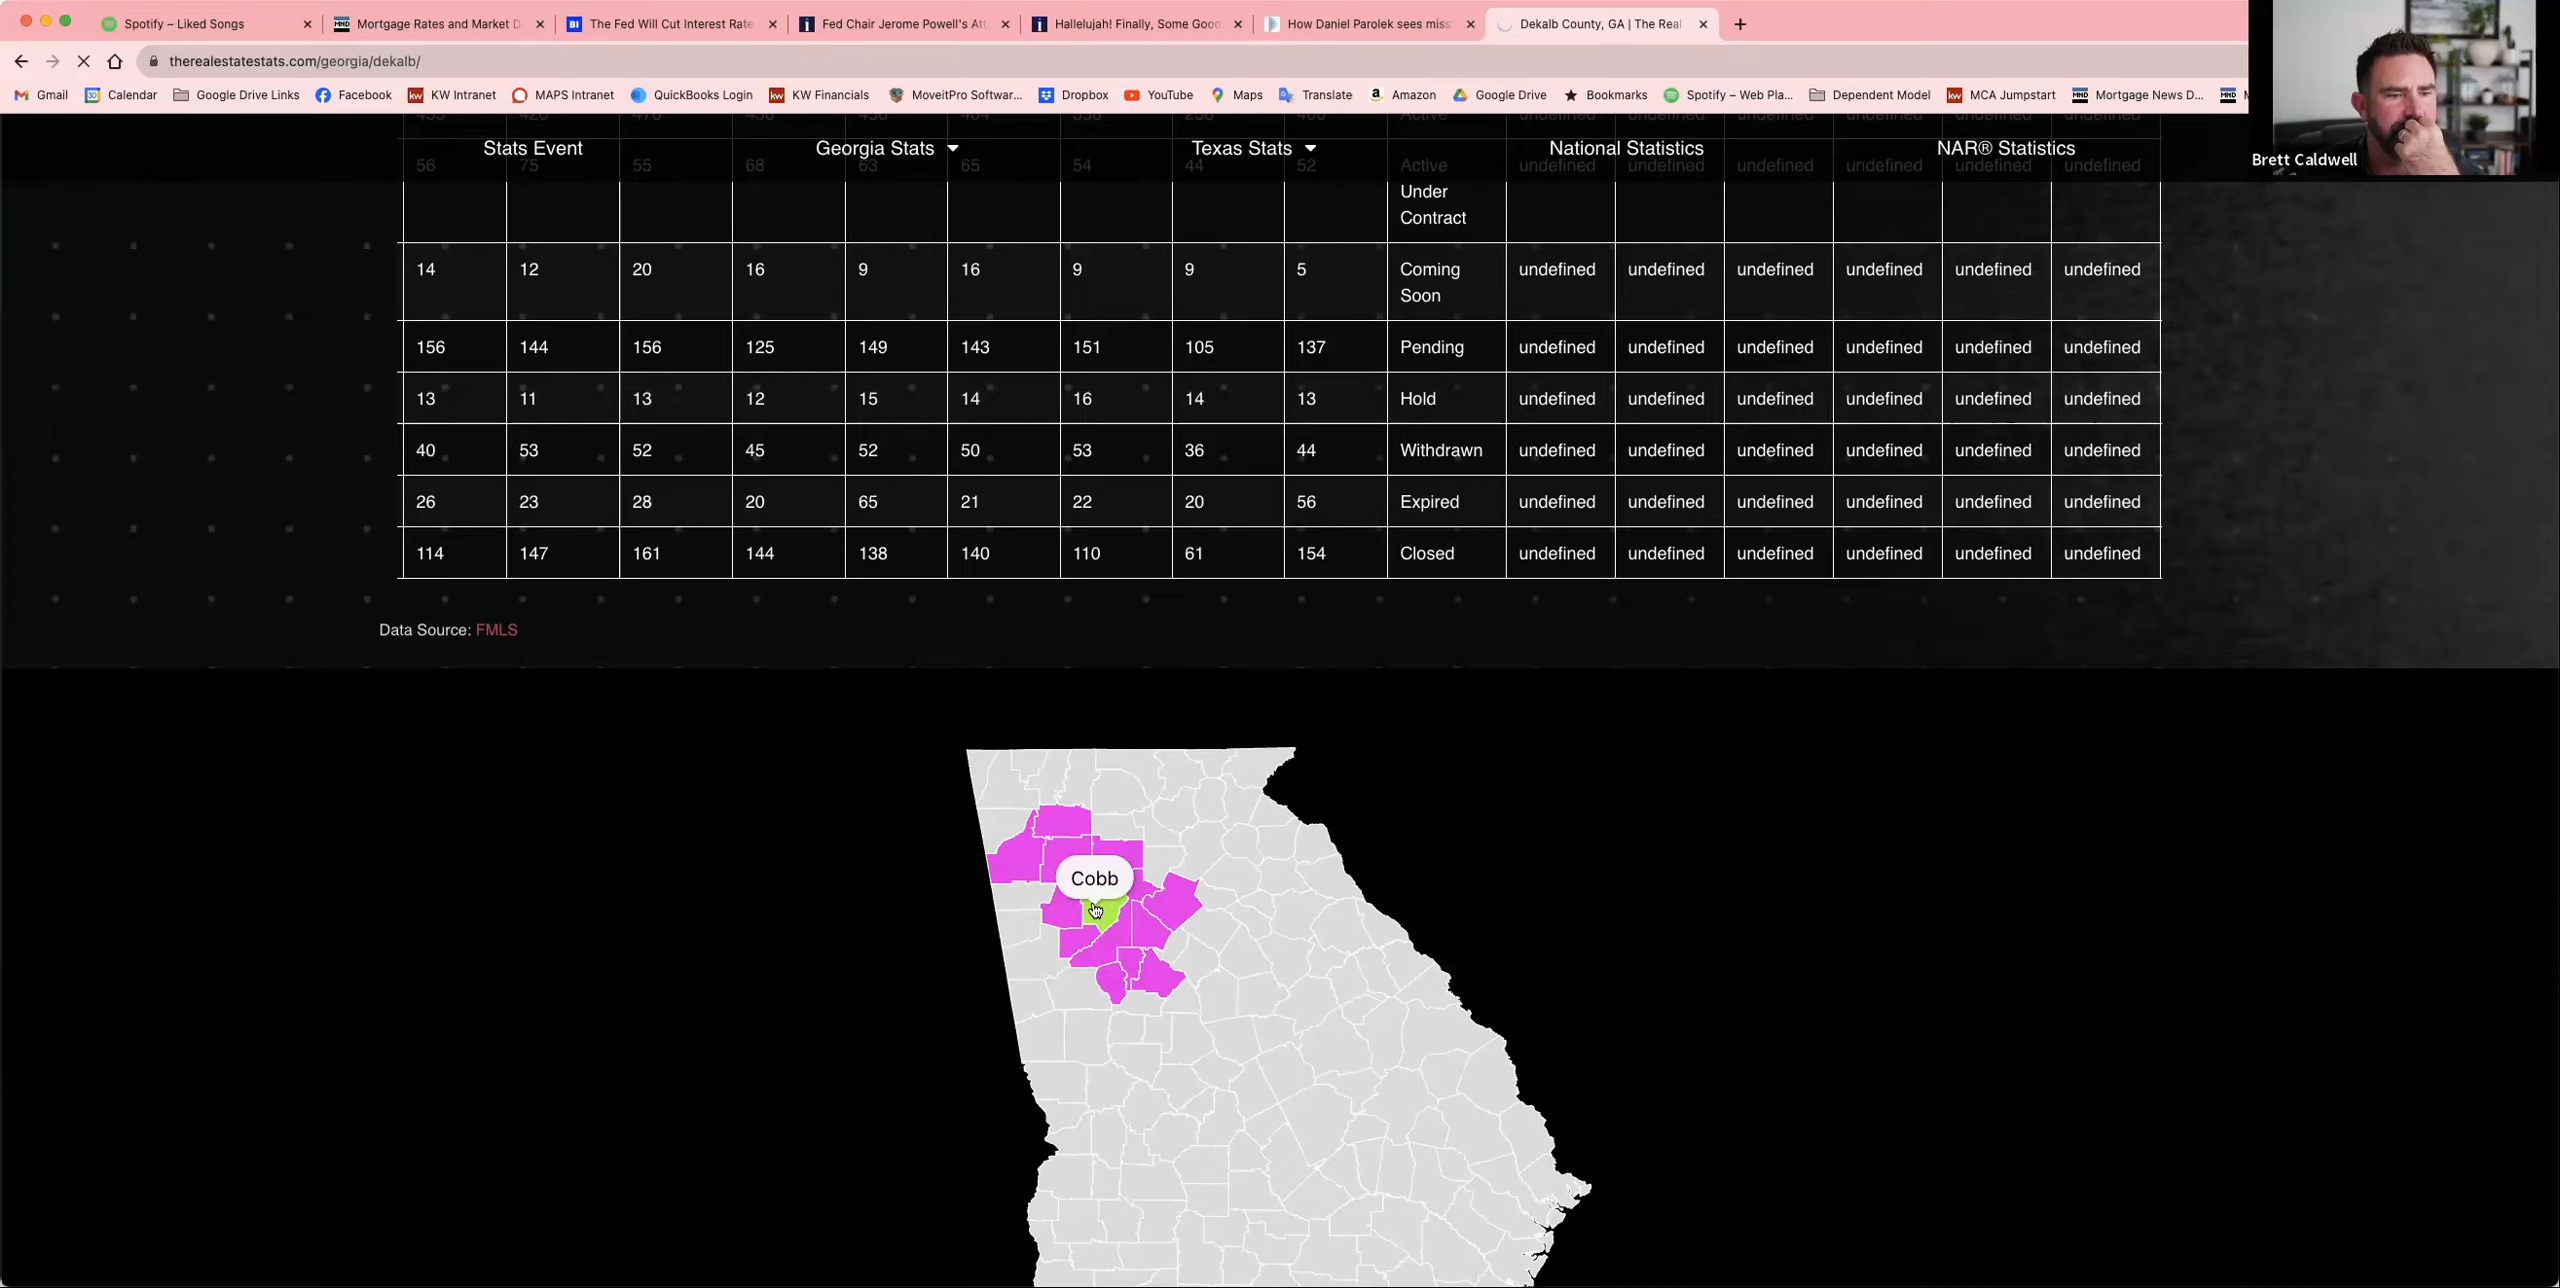 Spotify – Liked Songs
Mortgage Rates and Market D
The Fed Will Cut Interest Rate
Fed Chair Jerome Powell's Att
Hallelujah! Finally, Some Good
How Daniel Parolek sees miss
Dekalb County, GA | The Real
therealestatestats.com/georgia/dekalb/
Gmail Calendar Google Drive Links Facebook KW Intranet MAPS Intranet QuickBooks Login KW Financials MoveitPro Softwar... Dropbox YouTube Maps Translate Amazon Google Drive Bookmarks Spotify – Web Pla... Dependent Model MCA Jumpstart Mortgage News D...
Brett Caldwell
Stats Event Georgia Stats Texas Stats National Statistics NAR® Statistics
56 75 55 68 63 65 54 44 52 Active Under Contract undefined undefined undefined undefined undefined undefined
14 12 20 16 9 16 9 9 5 Coming Soon undefined undefined undefined undefined undefined undefined
156 144 156 125 149 143 151 105 137 Pending undefined undefined undefined undefined undefined undefined
13 11 13 12 15 14 16 14 13 Hold undefined undefined undefined undefined undefined undefined
40 53 52 45 52 50 53 36 44 Withdrawn undefined undefined undefined undefined undefined undefined
26 23 28 20 65 21 22 20 56 Expired undefined undefined undefined undefined undefined undefined
114 147 161 144 138 140 110 61 154 Closed undefined undefined undefined undefined undefined undefined
Data Source: FMLS
Cobb